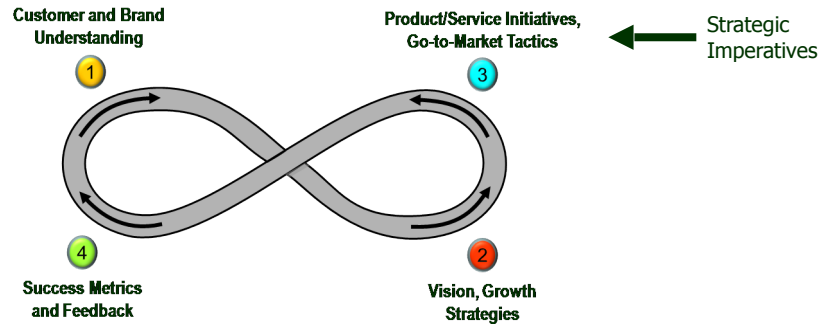 Customer and Brand
Understanding
1
Product/Service Initiatives,
Go-to-Market Tactics
3
Strategic
Imperatives
4
Success Metrics
and Feedback
2
Vision, Growth
Strategies